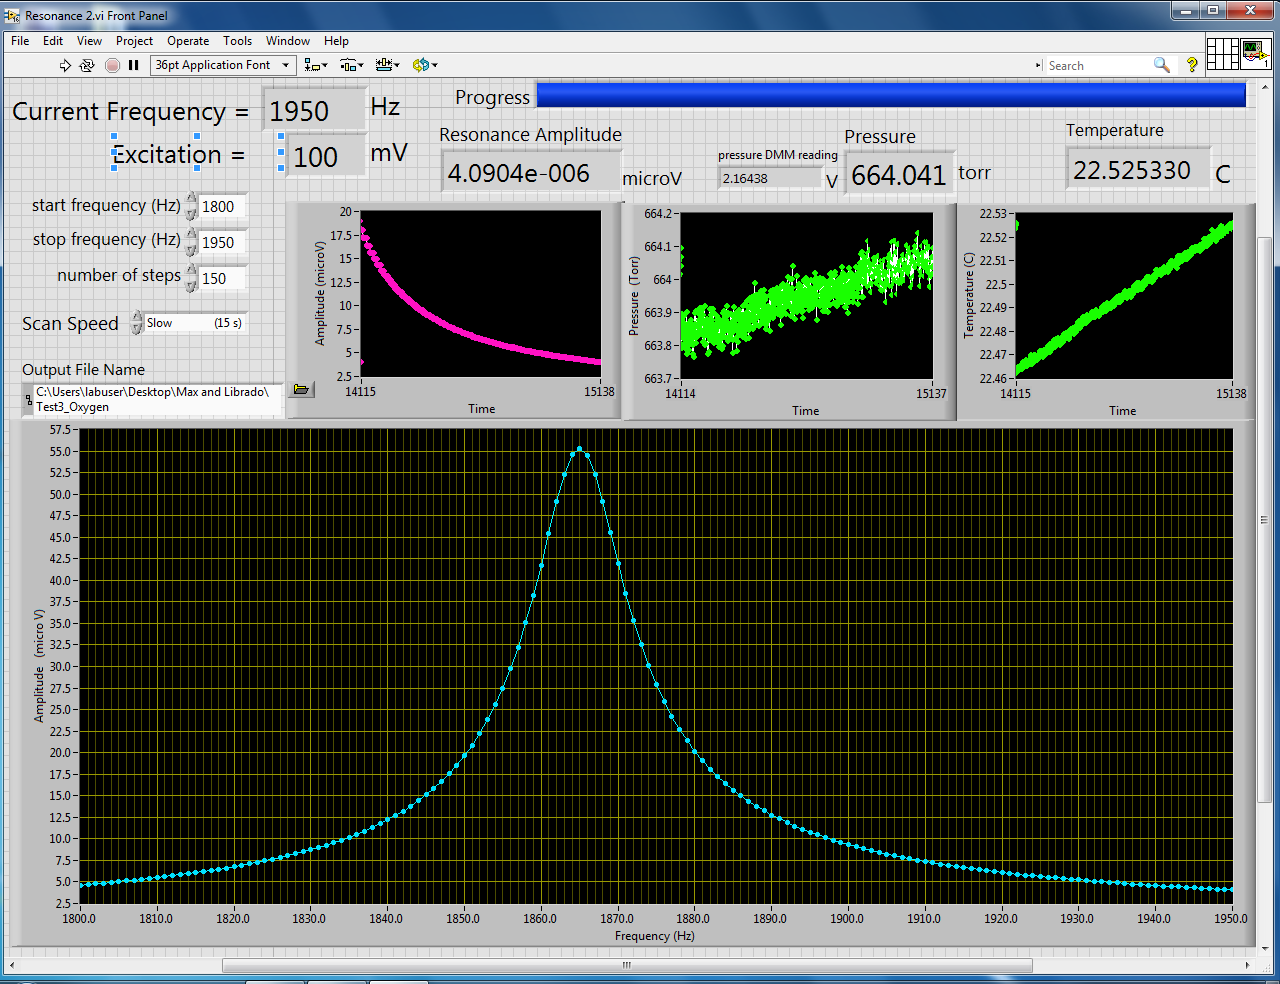 Resonance 2.vi Front Panel
File Edit View Project Operate Tools Window Help
36pt Application Font
Search
1
Current Frequency = 1950 Hz
Progress
Excitation = 100 mV
Resonance Amplitude
4.0904e-006 microV
pressure DMM reading
2.16438 V
Pressure
664.041 torr
Temperature
22.525330 C
start frequency (Hz) 1800
stop frequency (Hz) 1950
number of steps 150
Scan Speed Slow (15 s)
Output File Name
C:\Users\labuser\Desktop\Max and Librado\
Test3_Oxygen
Amplitude (microV)
20
17.5
15
12.5
10
7.5
5
2.5
14115 15138
Time
Pressure (Torr)
664.2
664.1
664
663.9
663.8
663.7
14114 15137
Time
Temperature (C)
22.53
22.52
22.51
22.5
22.49
22.48
22.47
22.46
14115 15138
Time
Amplitude (micro V)
57.5
55.0
52.5
50.0
47.5
45.0
42.5
40.0
37.5
35.0
32.5
30.0
27.5
25.0
22.5
20.0
17.5
15.0
12.5
10.0
7.5
5.0
2.5
1800.0 1810.0 1820.0 1830.0 1840.0 1850.0 1860.0 1870.0 1880.0 1890.0 1900.0 1910.0 1920.0 1930.0 1940.0 1950.0
Frequency (Hz)